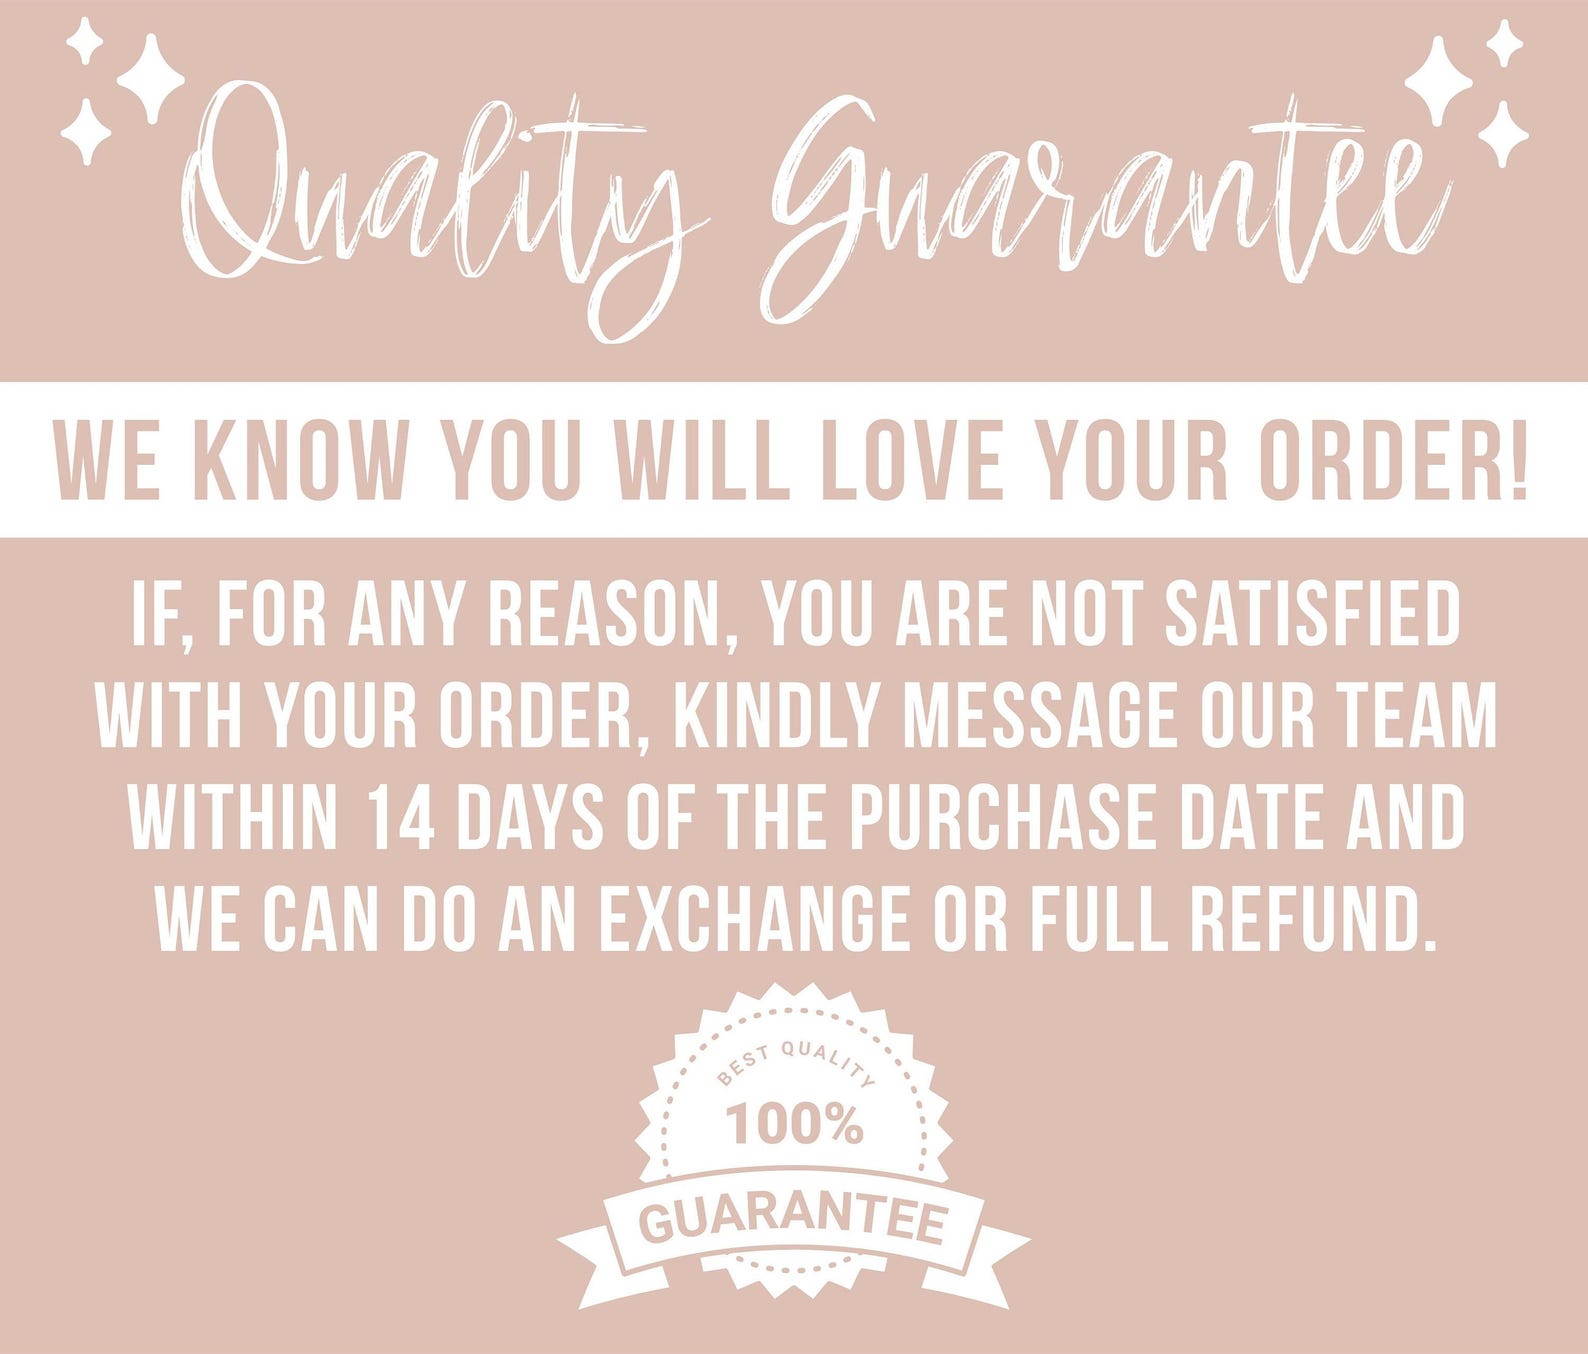 Quality Guarantee
WE KNOW YOU WILL LOVE YOUR ORDER!
IF, FOR ANY REASON, YOU ARE NOT SATISFIED
WITH YOUR ORDER, KINDLY MESSAGE OUR TEAM
WITHIN 14 DAYS OF THE PURCHASE DATE AND
WE CAN DO AN EXCHANGE OR FULL REFUND.
BEST QUALITY
100%
GUARANTEE